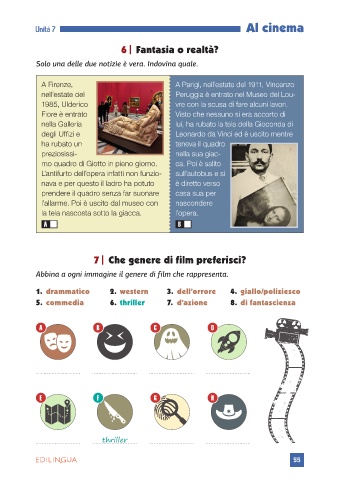 Unità 7
Al cinema
6 | Fantasia o realtà?
Solo una delle due notizie è vera. Indovina quale.
A Firenze,
nell'estate del
1985, Ulderico
Fiore è entrato
nella Galleria
degli Uffizi e
ha rubato un
preziosissi-
mo quadro di Giotto in pieno giorno.
L'antifurto dell'opera infatti non funzio-
nava e per questo il ladro ha potuto
prendere il quadro senza far suonare
l'allarme. Poi è uscito dal museo con
la tela nascosta sotto la giacca.
A
A Parigi, nell'estate del 1911, Vincenzo
Peruggia è entrato nel Museo del Lou-
vre con la scusa di fare alcuni lavori.
Visto che nessuno si era accorto di
lui, ha rubato la tela della Gioconda di
Leonardo da Vinci ed è uscito mentre
teneva il quadro
nella sua giac-
ca. Poi è salito
sull'autobus e si
è diretto verso
casa sua per
nascondere
l'opera.
B
7 | Che genere di film preferisci?
Abbina a ogni immagine il genere di film che rappresenta.
1. drammatico 2. western 3. dell'orrore 4. giallo/poliziesco
5. commedia 6. thriller 7. d'azione 8. di fantascienza
A B C D
E F G H
thriller
EDILINGUA
55